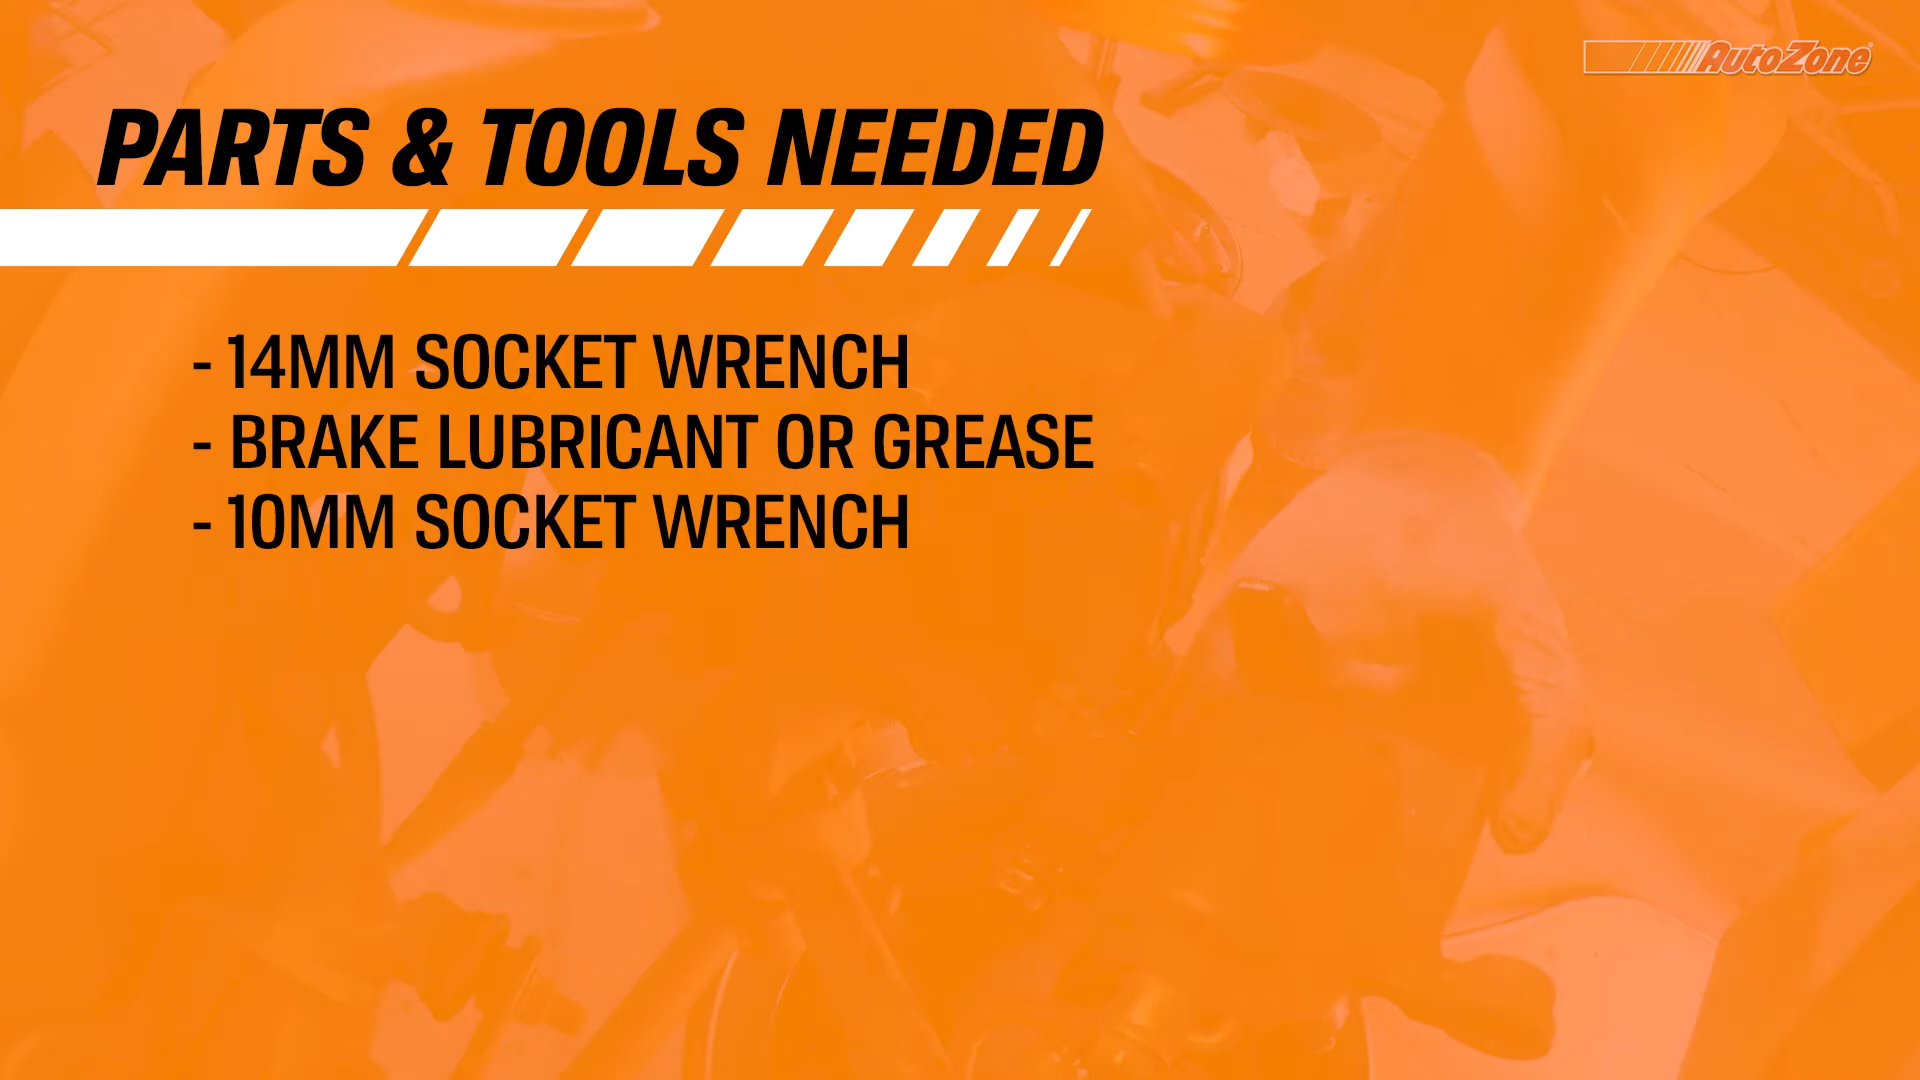 AutoZone
PARTS & TOOLS NEEDED
- 14MM SOCKET WRENCH
- BRAKE LUBRICANT OR GREASE
- 10MM SOCKET WRENCH